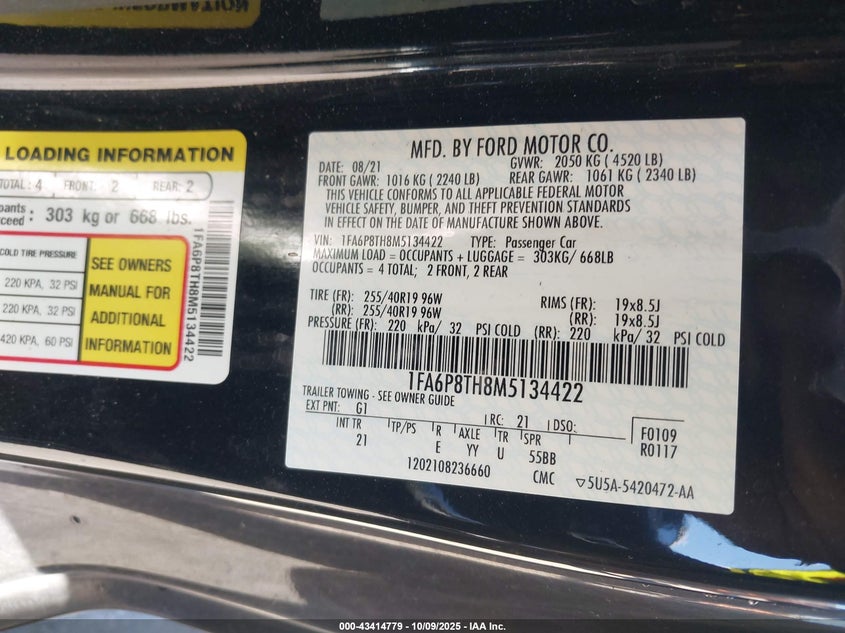 LOADING INFORMATION
TOTAL: 4 FRONT: 2 REAR: 2
303 kg or 668 lbs.
COLD TIRE PRESSURE
220 KPA, 32 PSI
220 KPA, 32 PSI
420 KPA, 60 PSI
SEE OWNERS
MANUAL FOR
ADDITIONAL
INFORMATION
1FA6P8TH8M5134422
MFD. BY FORD MOTOR CO.
DATE: 08/21 GVWR: 2050 KG ( 4520 LB)
FRONT GAWR: 1016 KG ( 2240 LB) REAR GAWR: 1061 KG ( 2340 LB)
THIS VEHICLE CONFORMS TO ALL APPLICABLE FEDERAL MOTOR
VEHICLE SAFETY, BUMPER, AND THEFT PREVENTION STANDARDS
IN EFFECT ON THE DATE OF MANUFACTURE SHOWN ABOVE.
VIN: 1FA6P8TH8M5134422 TYPE: Passenger Car
MAXIMUM LOAD = OCCUPANTS + LUGGAGE = 303KG/ 668LB
OCCUPANTS = 4 TOTAL; 2 FRONT, 2 REAR
TIRE (FR): 255/40R19 96W RIMS (FR): 19x8.5J
(RR): 255/40R19 96W (RR): 19x8.5J
PRESSURE (FR): 220 kPa/ 32 PSI COLD (RR): 220 kPa/ 32 PSI COLD
1FA6P8TH8M5134422
TRAILER TOWING - SEE OWNER GUIDE
EXT PNT: G1 RC: 21 DSO:
INT TR TP/PS R AXLE TR SPR F0109
21 E YY U 55BB R0117
1202108236660 CMC 5U5A-5420472-AA
000-43414779 - 10/09/2025 - IAA Inc.